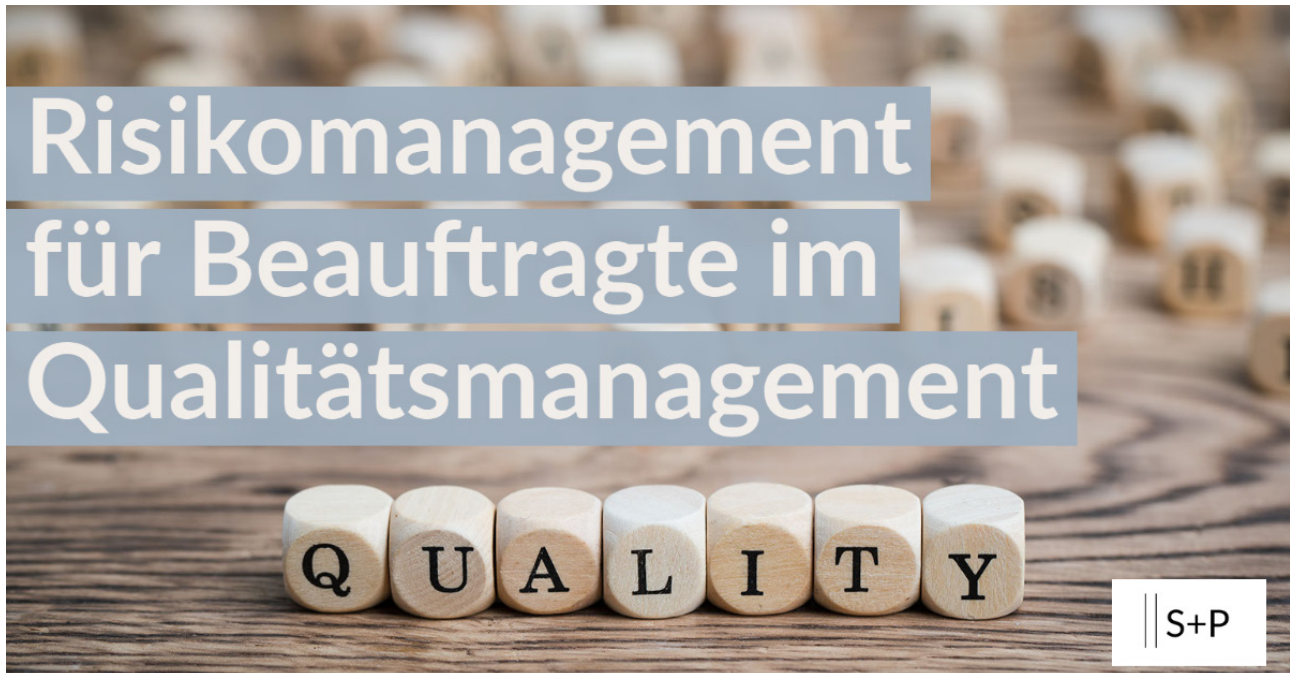 Risikomanagement
für Beauftragte im
Qualitätsmanagement
QUALITY
S+P